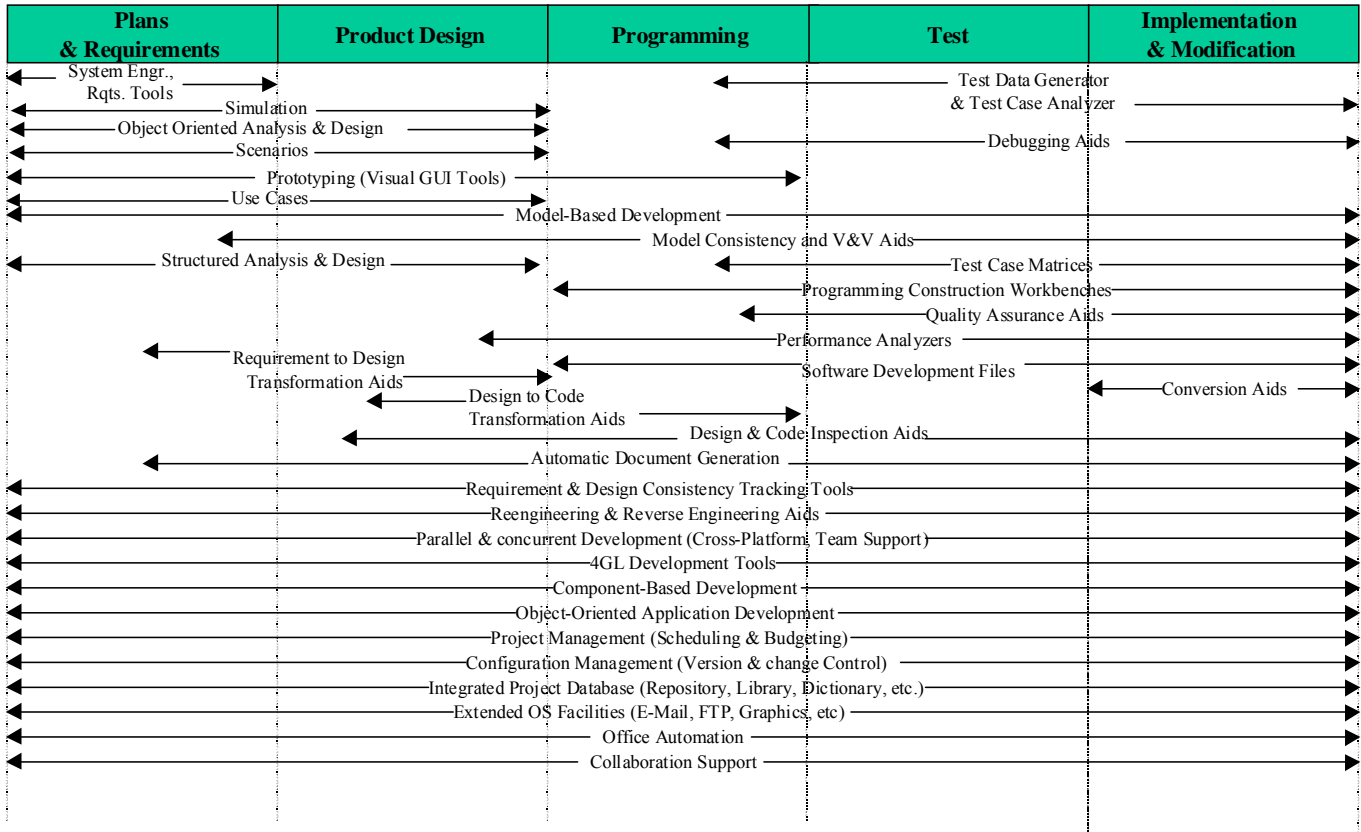 Plans
& Requirements
Product Design
Programming
Test
Implementation
& Modification
System Engr.,
Rqts. Tools
Test Data Generator
& Test Case Analyzer
Simulation
Object Oriented Analysis & Design
Scenarios
Debugging Aids
Prototyping (Visual GUI Tools)
Use Cases
Model-Based Development
Model Consistency and V&V Aids
Structured Analysis & Design
Test Case Matrices
Programming Construction Workbenches
Quality Assurance Aids
Performance Analyzers
Requirement to Design
Transformation Aids
Software Development Files
Design to Code
Transformation Aids
Conversion Aids
Design & Code Inspection Aids
Automatic Document Generation
Requirement & Design Consistency Tracking Tools
Reengineering & Reverse Engineering Aids
Parallel & concurrent Development (Cross-Platform, Team Support)
4GL Development Tools
Component-Based Development
Object-Oriented Application Development
Project Management (Scheduling & Budgeting)
Configuration Management (Version & change Control)
Integrated Project Database (Repository, Library, Dictionary, etc.)
Extended OS Facilities (E-Mail, FTP, Graphics, etc)
Office Automation
Collaboration Support